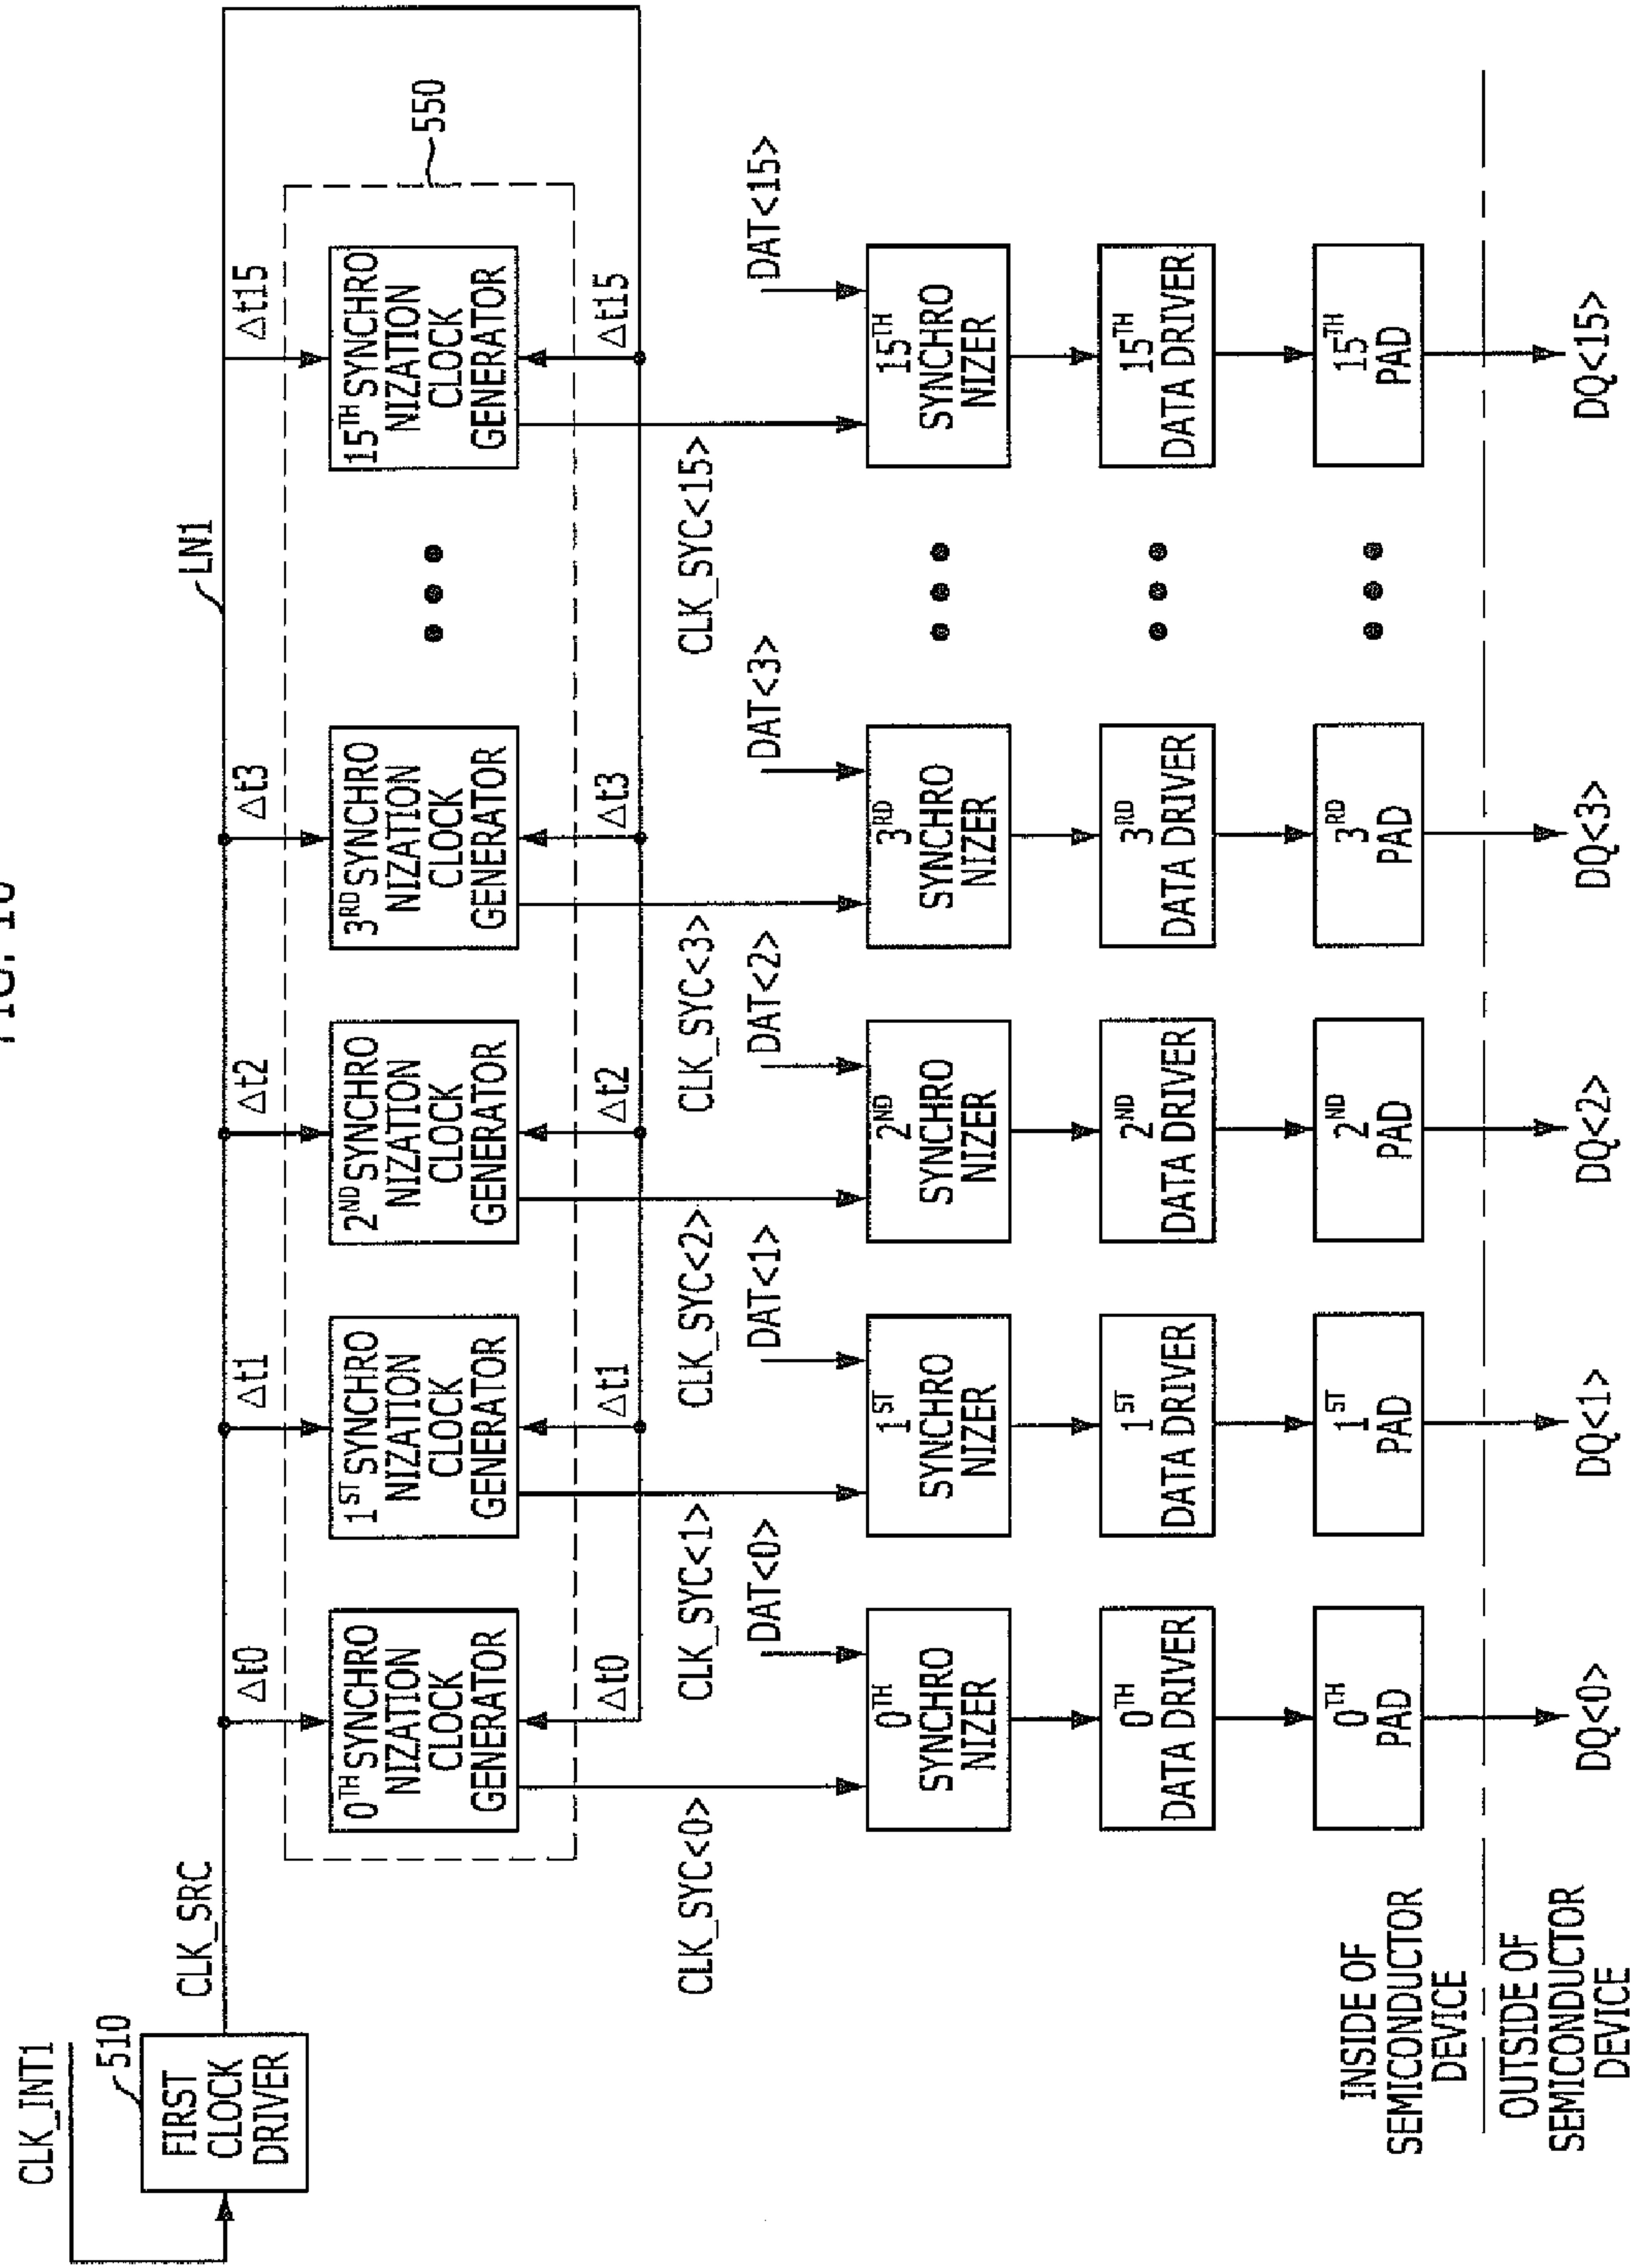 FIG. 10
CLK_INT1
510
FIRST
CLOCK
DRIVER
CLK_SRC
LN1
550
Δt0
Δt1
Δt2
Δt3
Δt15
0TH SYNCHRO
NIZATION
CLOCK
GENERATOR
1ST SYNCHRO
NIZATION
CLOCK
GENERATOR
2ND SYNCHRO
NIZATION
CLOCK
GENERATOR
3RD SYNCHRO
NIZATION
CLOCK
GENERATOR
15TH SYNCHRO
NIZATION
CLOCK
GENERATOR
Δt0
Δt1
Δt2
Δt3
Δt15
CLK_SYC<0>
CLK_SYC<1>
CLK_SYC<2>
CLK_SYC<3>
CLK_SYC<15>
DAT<0>
DAT<1>
DAT<2>
DAT<3>
DAT<15>
0TH
SYNCHRO
NIZER
1ST
SYNCHRO
NIZER
2ND
SYNCHRO
NIZER
3RD
SYNCHRO
NIZER
15TH
SYNCHRO
NIZER
0TH
DATA DRIVER
1ST
DATA DRIVER
2ND
DATA DRIVER
3RD
DATA DRIVER
15TH
DATA DRIVER
0TH
PAD
1ST
PAD
2ND
PAD
3RD
PAD
15TH
PAD
INSIDE OF
SEMICONDUCTOR
DEVICE
OUTSIDE OF
SEMICONDUCTOR
DEVICE
DQ<0>
DQ<1>
DQ<2>
DQ<3>
DQ<15>